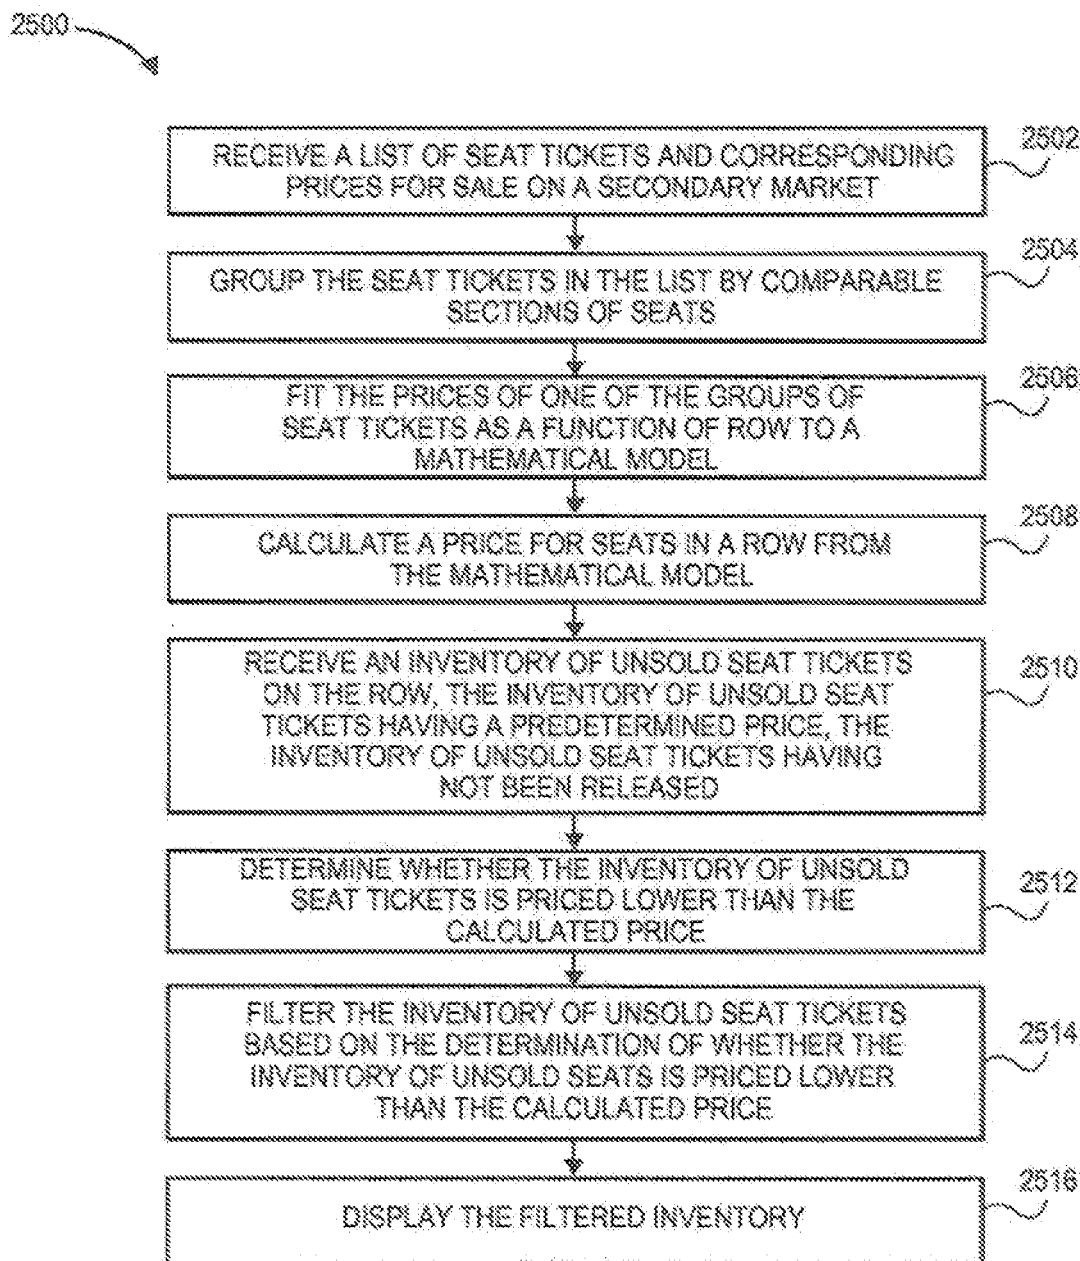 2500
RECEIVE A LIST OF SEAT TICKETS AND CORRESPONDING
PRICES FOR SALE ON A SECONDARY MARKET
2502
GROUP THE SEAT TICKETS IN THE LIST BY COMPARABLE
SECTIONS OF SEATS
2504
FIT THE PRICES OF ONE OF THE GROUPS OF
SEAT TICKETS AS A FUNCTION OF ROW TO A
MATHEMATICAL MODEL
2506
CALCULATE A PRICE FOR SEATS IN A ROW FROM
THE MATHEMATICAL MODEL
2508
RECEIVE AN INVENTORY OF UNSOLD SEAT TICKETS
ON THE ROW, THE INVENTORY OF UNSOLD SEAT
TICKETS HAVING A PREDETERMINED PRICE, THE
INVENTORY OF UNSOLD SEAT TICKETS HAVING
NOT BEEN RELEASED
2510
DETERMINE WHETHER THE INVENTORY OF UNSOLD
SEAT TICKETS IS PRICED LOWER THAN THE
CALCULATED PRICE
2512
FILTER THE INVENTORY OF UNSOLD SEAT TICKETS
BASED ON THE DETERMINATION OF WHETHER THE
INVENTORY OF UNSOLD SEATS IS PRICED LOWER
THAN THE CALCULATED PRICE
2514
DISPLAY THE FILTERED INVENTORY
2516